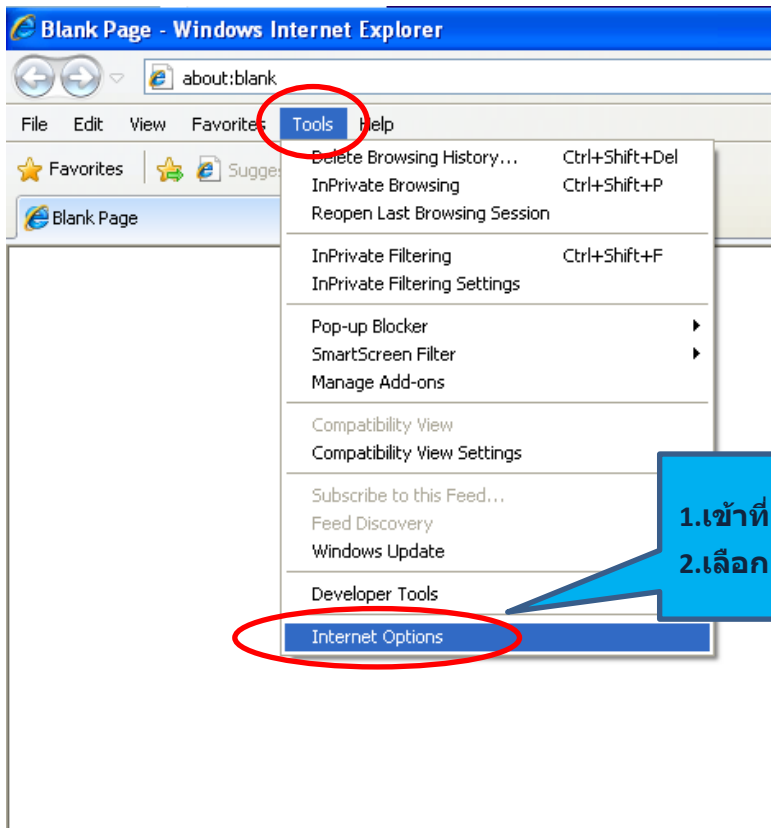 Blank Page - Windows Internet Explorer
about:blank
File Edit View Favorites Tools Help
Favorites Sugges
Blank Page
Delete Browsing History... Ctrl+Shift+Del
InPrivate Browsing Ctrl+Shift+P
Reopen Last Browsing Session
InPrivate Filtering Ctrl+Shift+F
InPrivate Filtering Settings
Pop-up Blocker
SmartScreen Filter
Manage Add-ons
Compatibility View
Compatibility View Settings
Subscribe to this Feed...
Feed Discovery
Windows Update
Developer Tools
Internet Options
1.เข้าที่
2.เลือก